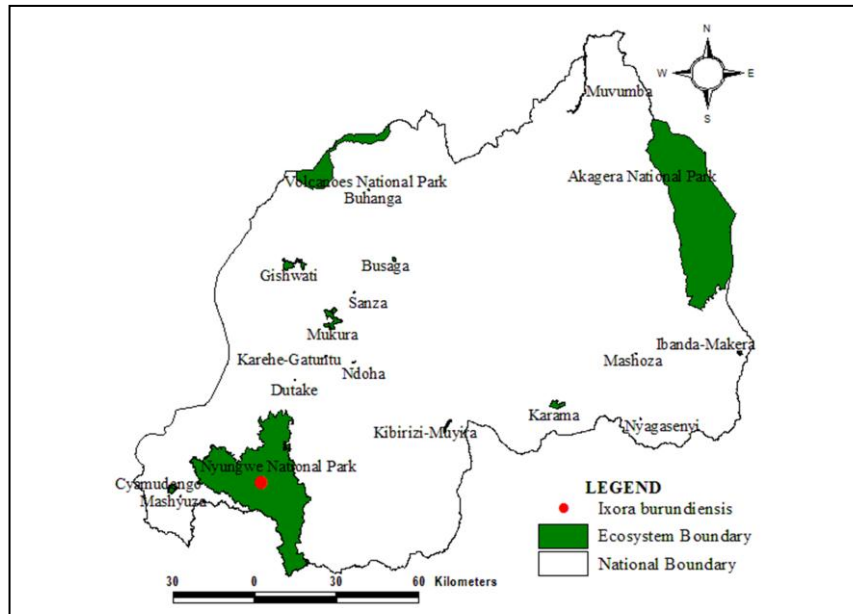 N
W E
S
Muvumba
Volcanoes National Park
Akagera National Park
Buhanga
Gishwati
Busaga
Sanza
Mukura
Ibanda-Makera
Karehe-Gaturitu
Mashoza
Ndoha
Dutake
Karama
Kibirizi-Muyira
Nyagasenyi
Nyungwe National Park
Cyamudongo
Mashyuza
LEGEND
Ixora burundiensis
Ecosystem Boundary
National Boundary
30 0 30 60 Kilometers